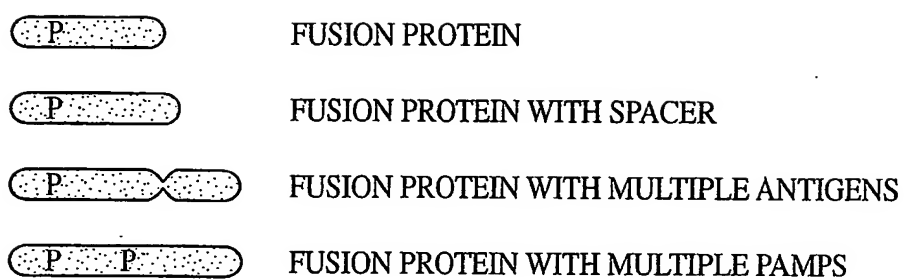 P FUSION PROTEIN
P FUSION PROTEIN WITH SPACER
P FUSION PROTEIN WITH MULTIPLE ANTIGENS
P P FUSION PROTEIN WITH MULTIPLE PAMPS